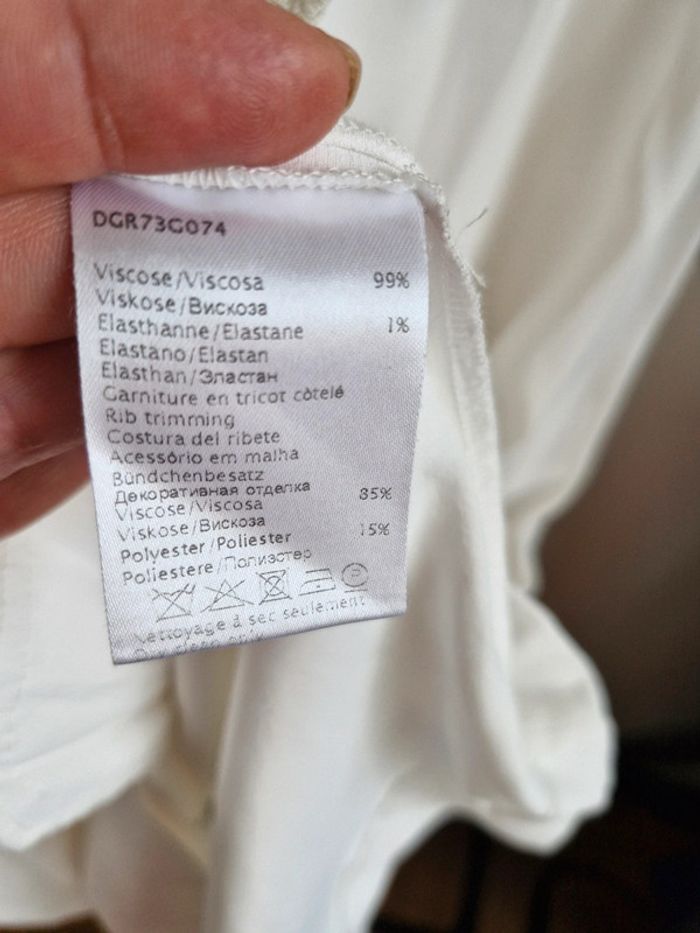 DGR73G074
Viscose/Viscosa 99%
Viskose/Вискоза
Elasthanne/Elastane 1%
Elastano/Elastan
Elasthan/Эластан
Garniture en tricot côtelé
Rib trimming
Costura del ribete
Acessório em malha
Bündchenbesatz
Декоративная отделка
Viscose/Viscosa 85%
Viskose/Вискоза
Polyester/Poliester 15%
Poliestere/Полиэстер
P
Nettoyage à sec seulement